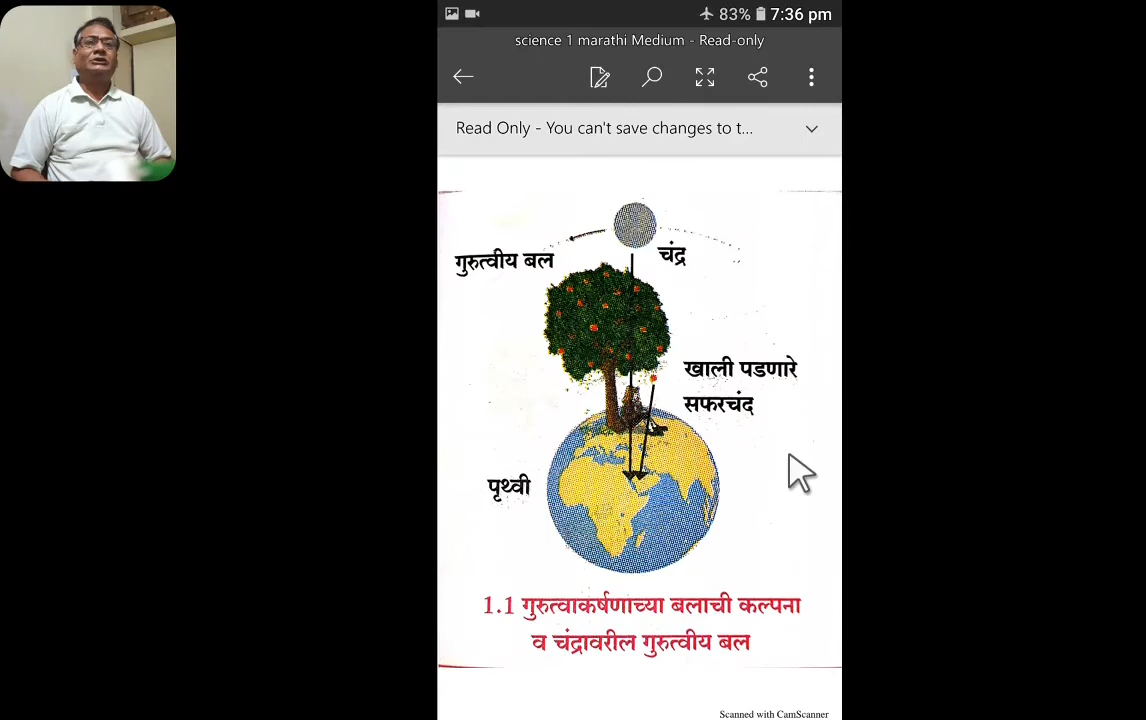 83% 7:36 pm
science 1 marathi Medium - Read-only
Read Only - You can't save changes to t...
गुरुत्वीय बल
चंद्र
खाली पडणारे
सफरचंद
पृथ्वी
1.1 गुरुत्वाकर्षणाच्या बलाची कल्पना
व चंद्रावरील गुरुत्वीय बल
Scanned with CamScanner